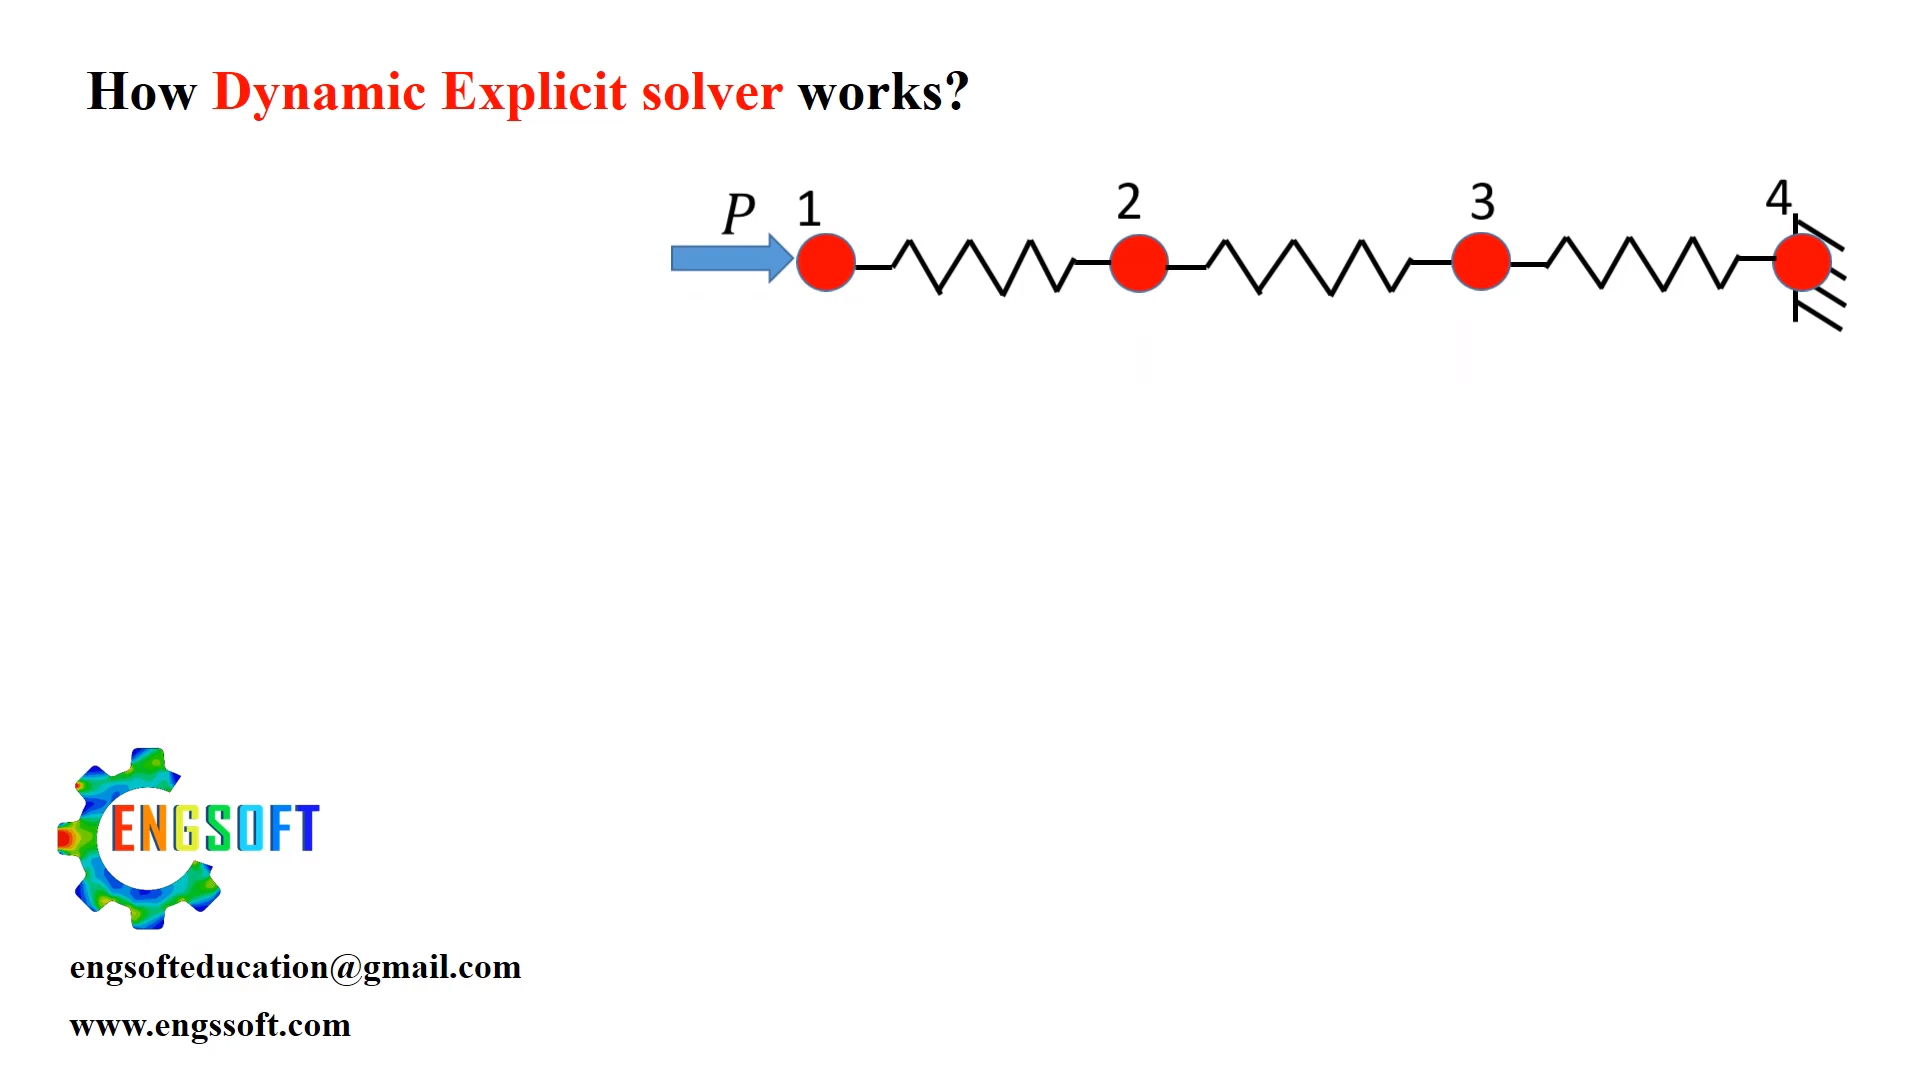 How Dynamic Explicit solver works?
P 1 2 3 4
ENGSOFT
engsofteducation@gmail.com
www.engssoft.com